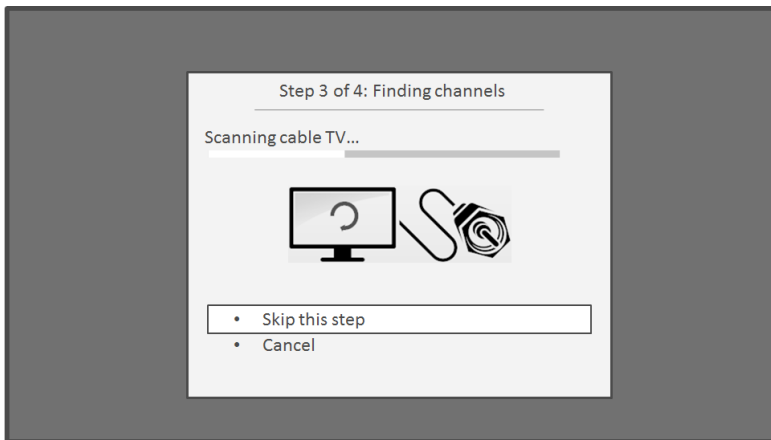 Step 3 of 4: Finding channels
Scanning cable TV...
• Skip this step
• Cancel